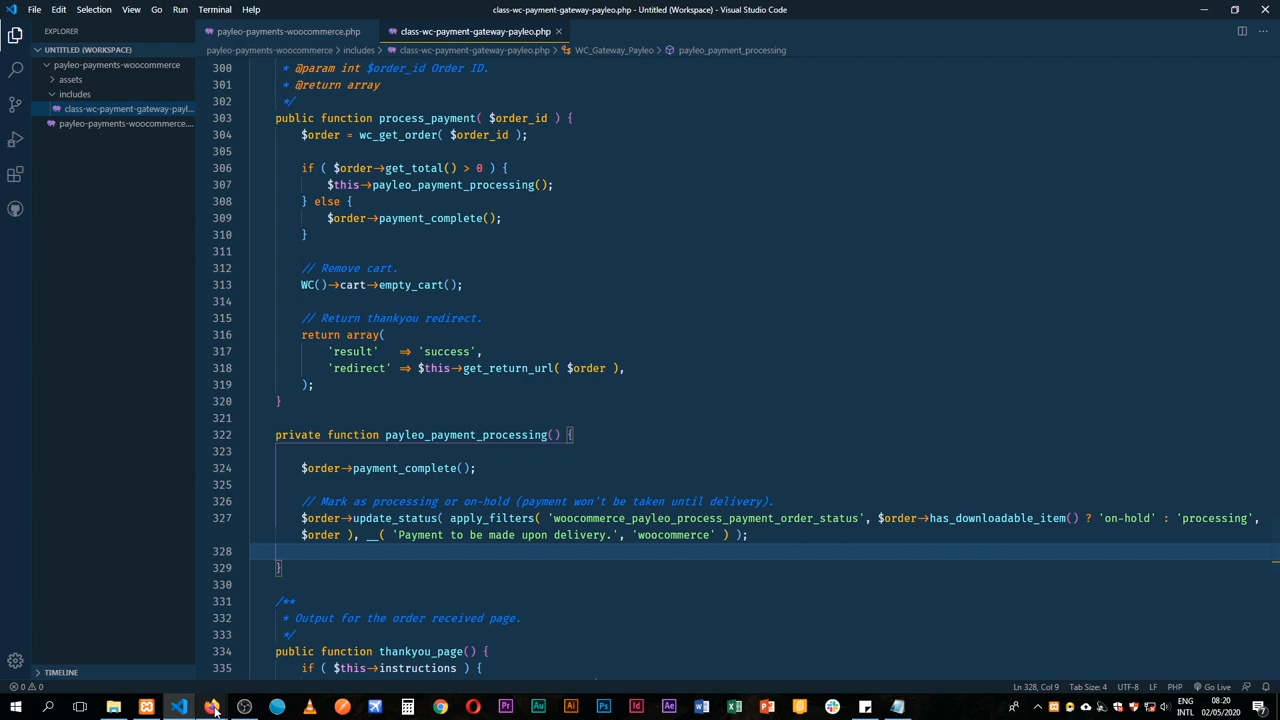 File Edit Selection View Go Run Terminal Help
class-wc-payment-gateway-payleo.php - Untitled (Workspace) - Visual Studio Code
EXPLORER
payleo-payments-woocommerce.php
class-wc-payment-gateway-payleo.php
UNTITLED (WORKSPACE)
payleo-payments-woocommerce > includes > class-wc-payment-gateway-payleo.php > WC_Gateway_Payleo > payleo_payment_processing
payleo-payments-woocommerce
assets
includes
class-wc-payment-gateway-payl...
payleo-payments-woocommerce....
300 * @param int $order_id Order ID.
301 * @return array
302 */
303 public function process_payment( $order_id ) {
304 $order = wc_get_order( $order_id );
305
306 if ( $order->get_total() > 0 ) {
307 $this->payleo_payment_processing();
308 } else {
309 $order->payment_complete();
310 }
311
312 // Remove cart.
313 WC()->cart->empty_cart();
314
315 // Return thankyou redirect.
316 return array(
317 'result' => 'success',
318 'redirect' => $this->get_return_url( $order ),
319 );
320 }
321
322 private function payleo_payment_processing() {
323
324 $order->payment_complete();
325
326 // Mark as processing or on-hold (payment won't be taken until delivery).
327 $order->update_status( apply_filters( 'woocommerce_payleo_process_payment_order_status', $order->has_downloadable_item() ? 'on-hold' : 'processing',
$order ), __( 'Payment to be made upon delivery.', 'woocommerce' ) );
328
329 }
330
331 /**
332 * Output for the order received page.
333 */
334 public function thankyou_page() {
335 if ( $this->instructions ) {
TIMELINE
0 0
Ln 328, Col 9 Tab Size: 4 UTF-8 LF PHP Go Live
Pr Au Ai Ps Id Ae
ENG
INTL
08:20
02/05/2020